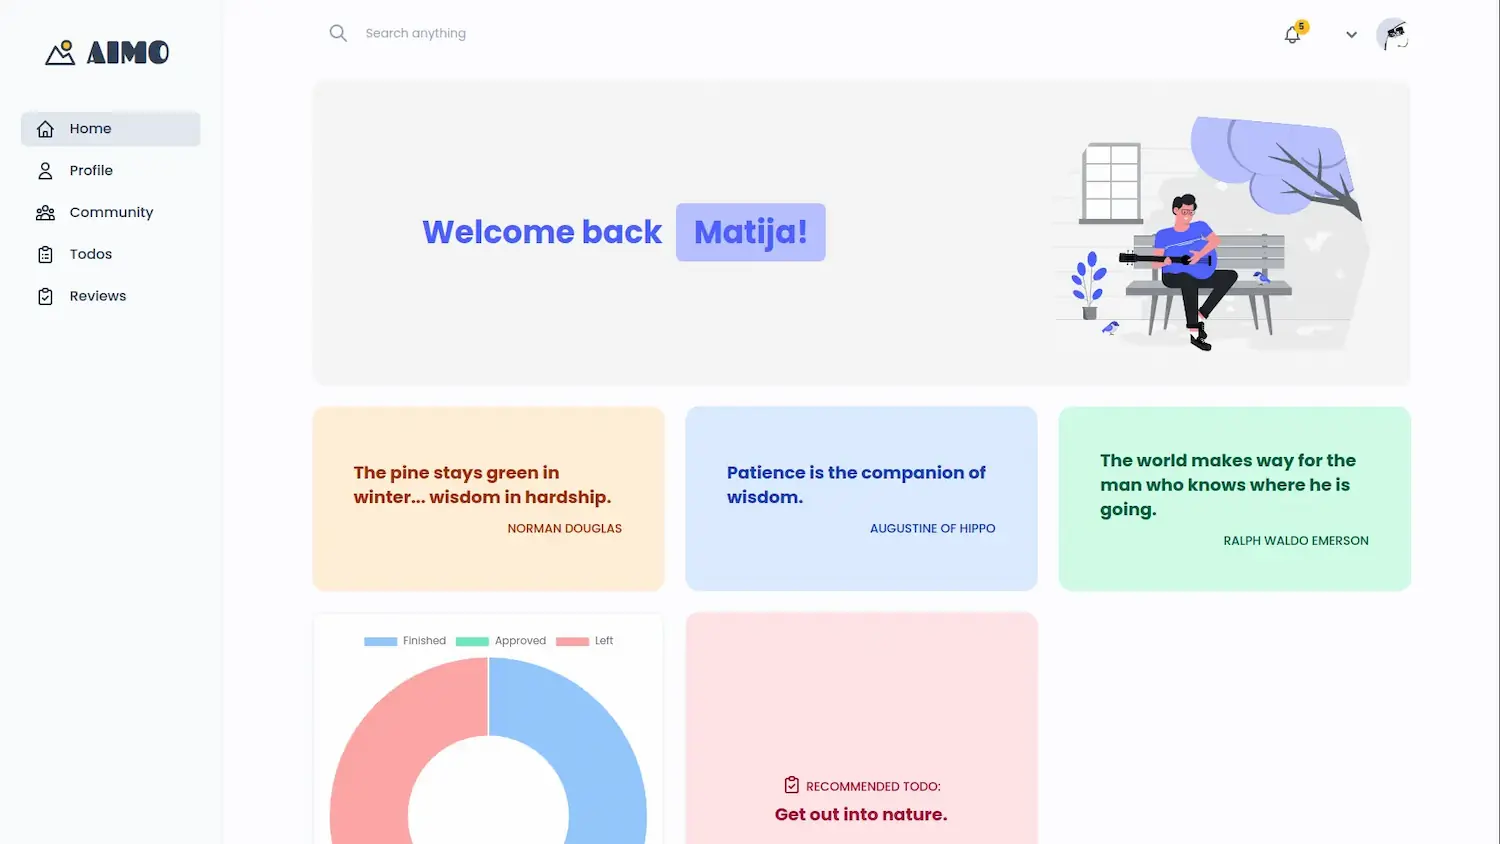 AIMO
Search anything
5
Home
Profile
Community
Todos
Reviews
Welcome back Matija!
The pine stays green in
winter... wisdom in hardship.
NORMAN DOUGLAS
Patience is the companion of
wisdom.
AUGUSTINE OF HIPPO
The world makes way for the
man who knows where he is
going.
RALPH WALDO EMERSON
Finished Approved Left
RECOMMENDED TODO:
Get out into nature.